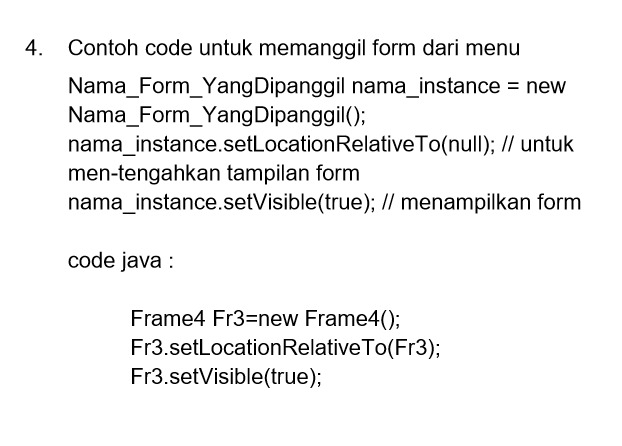 4. Contoh code untuk memanggil form dari menu
Nama_Form_YangDipanggil nama_instance = new
Nama_Form_YangDipanggil();
nama_instance.setLocationRelativeTo(null); // untuk
men-tengahkan tampilan form
nama_instance.setVisible(true); // menampilkan form
code java :
Frame4 Fr3=new Frame4();
Fr3.setLocationRelativeTo(Fr3);
Fr3.setVisible(true);